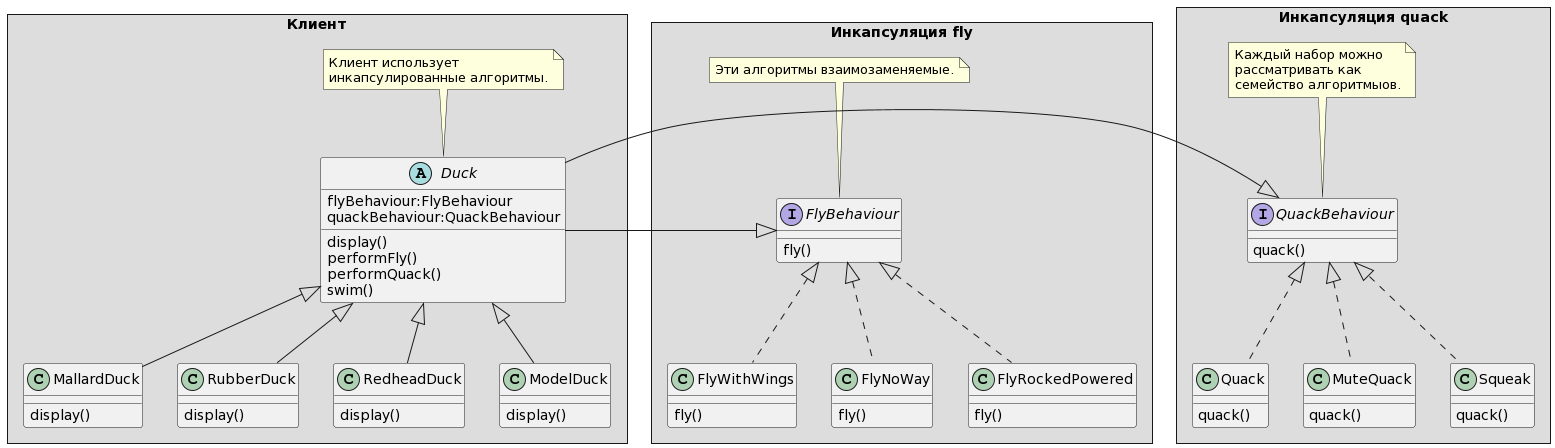 Клиент
Клиент использует
инкапсулированные алгоритмы.
A Duck
flyBehaviour:FlyBehaviour
quackBehaviour:QuackBehaviour
display()
performFly()
performQuack()
swim()
C MallardDuck
display()
C RubberDuck
display()
C RedheadDuck
display()
C ModelDuck
display()
Инкапсуляция fly
Эти алгоритмы взаимозаменяемые.
I FlyBehaviour
fly()
C FlyWithWings
fly()
C FlyNoWay
fly()
C FlyRockedPowered
fly()
Инкапсуляция quack
Каждый набор можно
рассматривать как
семейство алгоритмыов.
I QuackBehaviour
quack()
C Quack
quack()
C MuteQuack
quack()
C Squeak
quack()